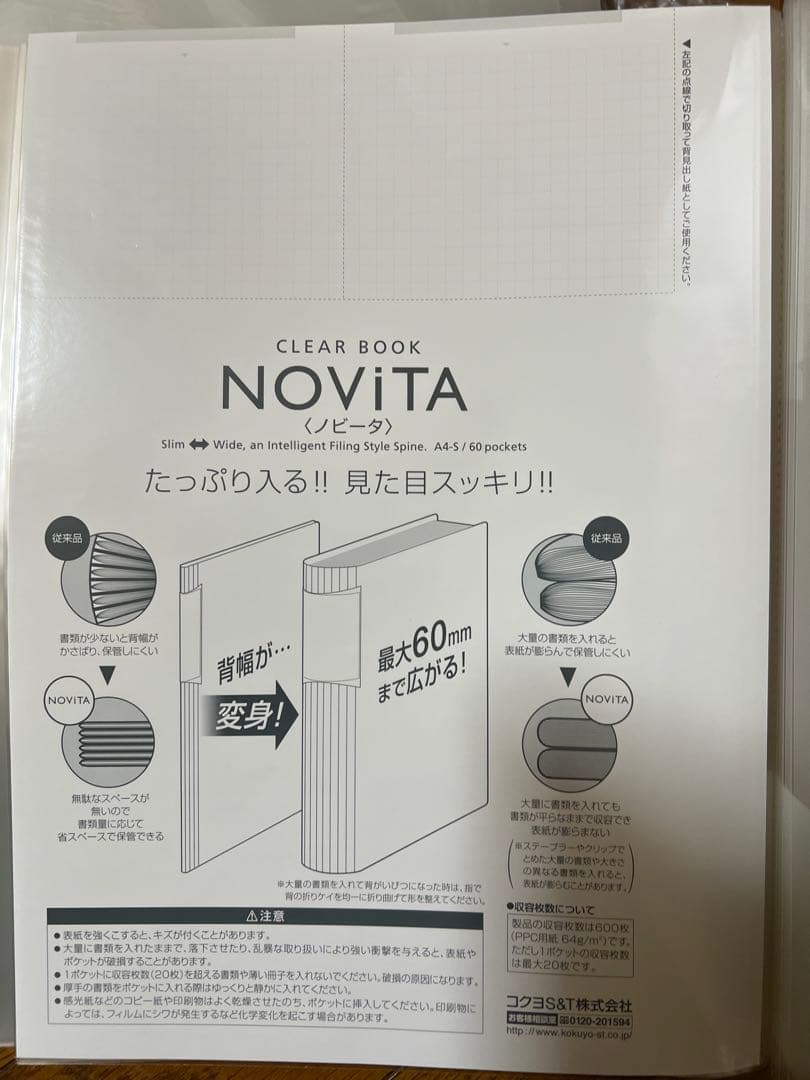 ◀左記の点線で切り取って背見出し紙としてご使用ください。
CLEAR BOOK
NOViTA
〈ノビータ〉
Slim ⬌ Wide, an Intelligent Filing Style Spine. A4-S / 60 pockets
たっぷり入る!! 見た目スッキリ!!
従来品
書類が少ないと背幅が
かさばり、保管しにくい
▼
NOViTA
無駄なスペースが
無いので
書類量に応じて
省スペースで保管できる
背幅が…
変身!
最大60mm
まで広がる!
従来品
大量の書類を入れると
表紙が膨らんで保管しにくい
▼
NOViTA
大量に書類を入れても
書類が平らなままで収容でき
表紙が膨らまない
(※ステープラーやクリップで
とめた大量の書類や大きさ
の異なる書類を入れると、
表紙が膨らむことがあります。)
※大量の書類を入れて背がいびつになった時は、指で
背の折りケイを均一に折り曲げて形を整えてください。
⚠注意
●表紙を強くこすると、キズが付くことがあります。
●大量に書類を入れたままで、落下させたり、乱暴な取り扱いにより強い衝撃を与えると、表紙や
ポケットが破損することがあります。
●1ポケットに収容枚数(20枚)を超える書類や薄い冊子を入れないでください。破損の原因になります。
●厚手の書類をポケットに入れる際はゆっくりと静かに入れてください。
●感光紙などのコピー紙や印刷物はよく乾燥させたのち、ポケットに挿入してください。印刷物に
よっては、フィルムにシワが発生するなど化学変化を起こす場合があります。
●収容枚数について
製品の収容枚数は600枚
(PPC用紙 64g/m²)です。
ただし1ポケットの収容枚数
は最大20枚です。
コクヨS&T株式会社
お客様相談室 0120-201594
http://www.kokuyo-st.co.jp/